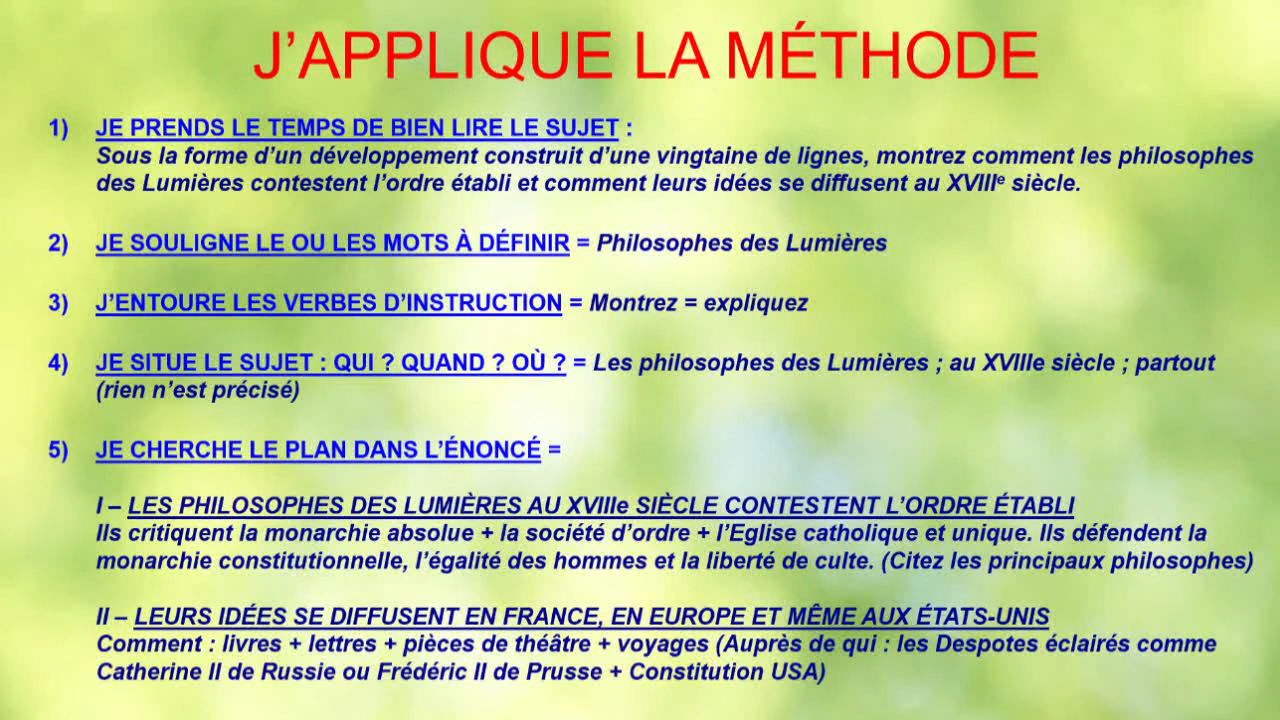 J’APPLIQUE LA MÉTHODE
1) JE PRENDS LE TEMPS DE BIEN LIRE LE SUJET :
Sous la forme d’un développement construit d’une vingtaine de lignes, montrez comment les philosophes
des Lumières contestent l’ordre établi et comment leurs idées se diffusent au XVIIIᵉ siècle.
2) JE SOULIGNE LE OU LES MOTS À DÉFINIR = Philosophes des Lumières
3) J’ENTOURE LES VERBES D’INSTRUCTION = Montrez = expliquez
4) JE SITUE LE SUJET : QUI ? QUAND ? OÙ ? = Les philosophes des Lumières ; au XVIIIe siècle ; partout
(rien n’est précisé)
5) JE CHERCHE LE PLAN DANS L’ÉNONCÉ =
I – LES PHILOSOPHES DES LUMIÈRES AU XVIIIe SIÈCLE CONTESTENT L’ORDRE ÉTABLI
Ils critiquent la monarchie absolue + la société d’ordre + l’Eglise catholique et unique. Ils défendent la
monarchie constitutionnelle, l’égalité des hommes et la liberté de culte. (Citez les principaux philosophes)
II – LEURS IDÉES SE DIFFUSENT EN FRANCE, EN EUROPE ET MÊME AUX ÉTATS-UNIS
Comment : livres + lettres + pièces de théâtre + voyages (Auprès de qui : les Despotes éclairés comme
Catherine II de Russie ou Frédéric II de Prusse + Constitution USA)